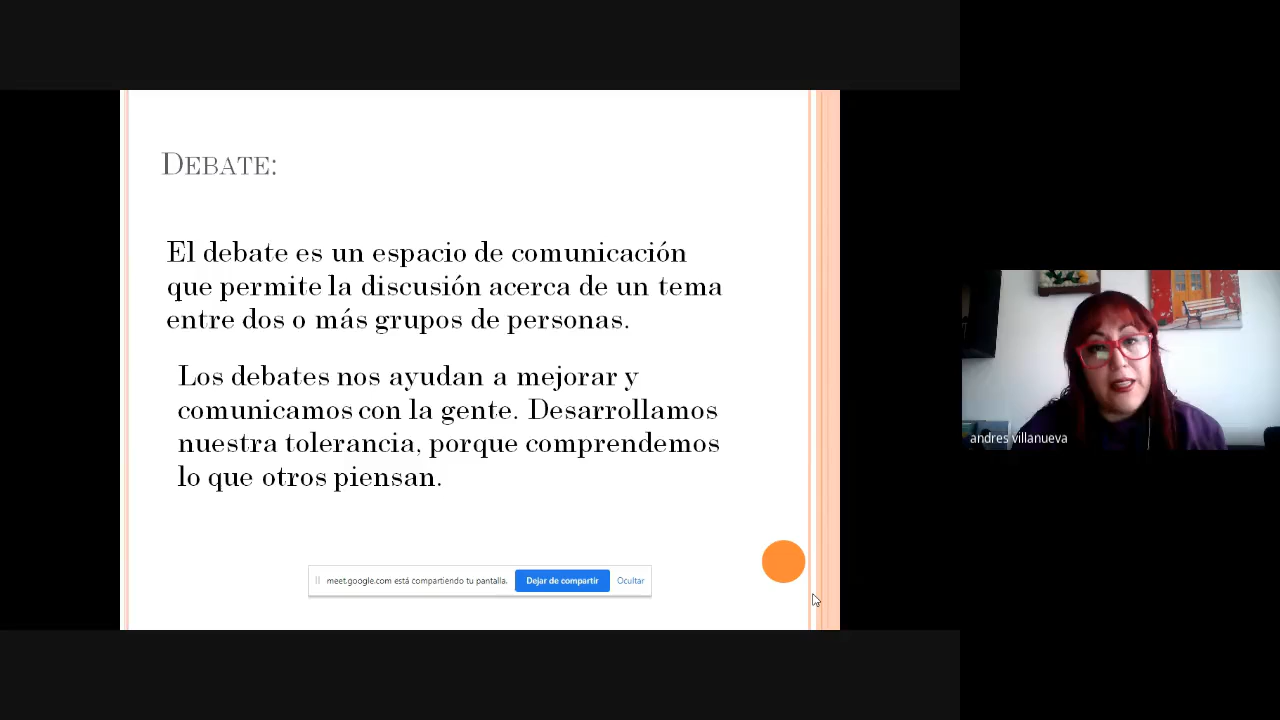 DEBATE:
El debate es un espacio de comunicación
que permite la discusión acerca de un tema
entre dos o más grupos de personas.
Los debates nos ayudan a mejorar y
comunicamos con la gente. Desarrollamos
nuestra tolerancia, porque comprendemos
lo que otros piensan.
meet.google.com está compartiendo tu pantalla.
Dejar de compartir
Ocultar
andres villanueva